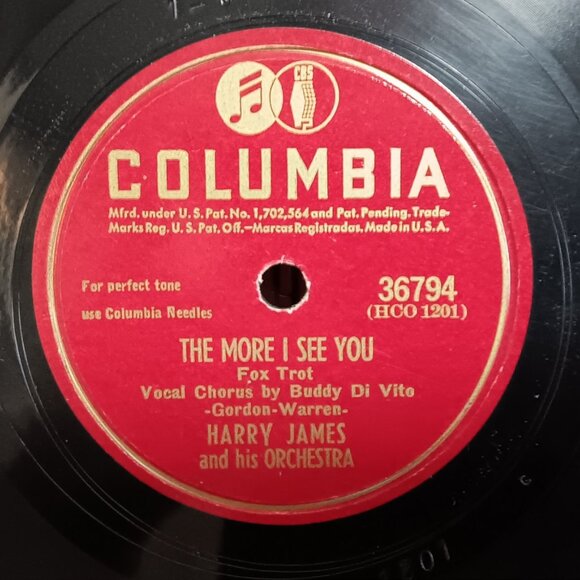 CBS
COLUMBIA
Mfrd. under U.S. Pat. No. 1,702,564 and Pat. Pending. Trade-
Marks Reg. U.S. Pat. Off.—Marcas Registradas. Made in U.S.A.
For perfect tone
use Columbia Needles
36794
(HCO 1201)
THE MORE I SEE YOU
Fox Trot
Vocal Chorus by Buddy Di Vito
-Gordon-Warren-
HARRY JAMES
and his ORCHESTRA